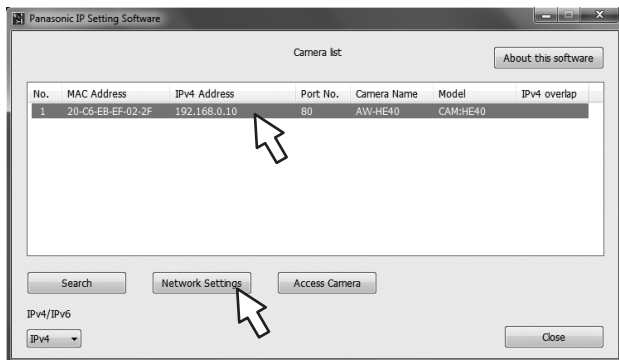 Panasonic IP Setting Software
Camera list
About this software
No. MAC Address IPv4 Address Port No. Camera Name Model IPv4 overlap
1 20-C6-EB-EF-02-2F 192.168.0.10 80 AW-HE40 CAM:HE40
Search Network Settings Access Camera
IPv4/IPv6
IPv4 Close